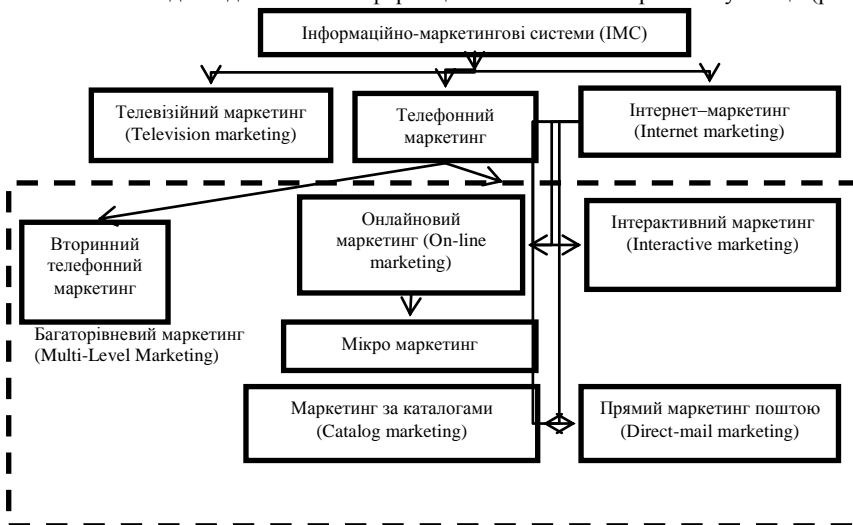 Інформаційно-маркетингові системи (ІМС)
Телевізійний маркетинг
(Television marketing)
Телефонний
маркетинг
Інтернет–маркетинг
(Internet marketing)
Вторинний
телефонний
маркетинг
Онлайновий
маркетинг (On-line
marketing)
Інтерактивний маркетинг
(Interactive marketing)
Багаторівневий маркетинг
(Multi-Level Marketing)
Мікро маркетинг
Маркетинг за каталогами
(Catalog marketing)
Прямий маркетинг поштою
(Direct-mail marketing)